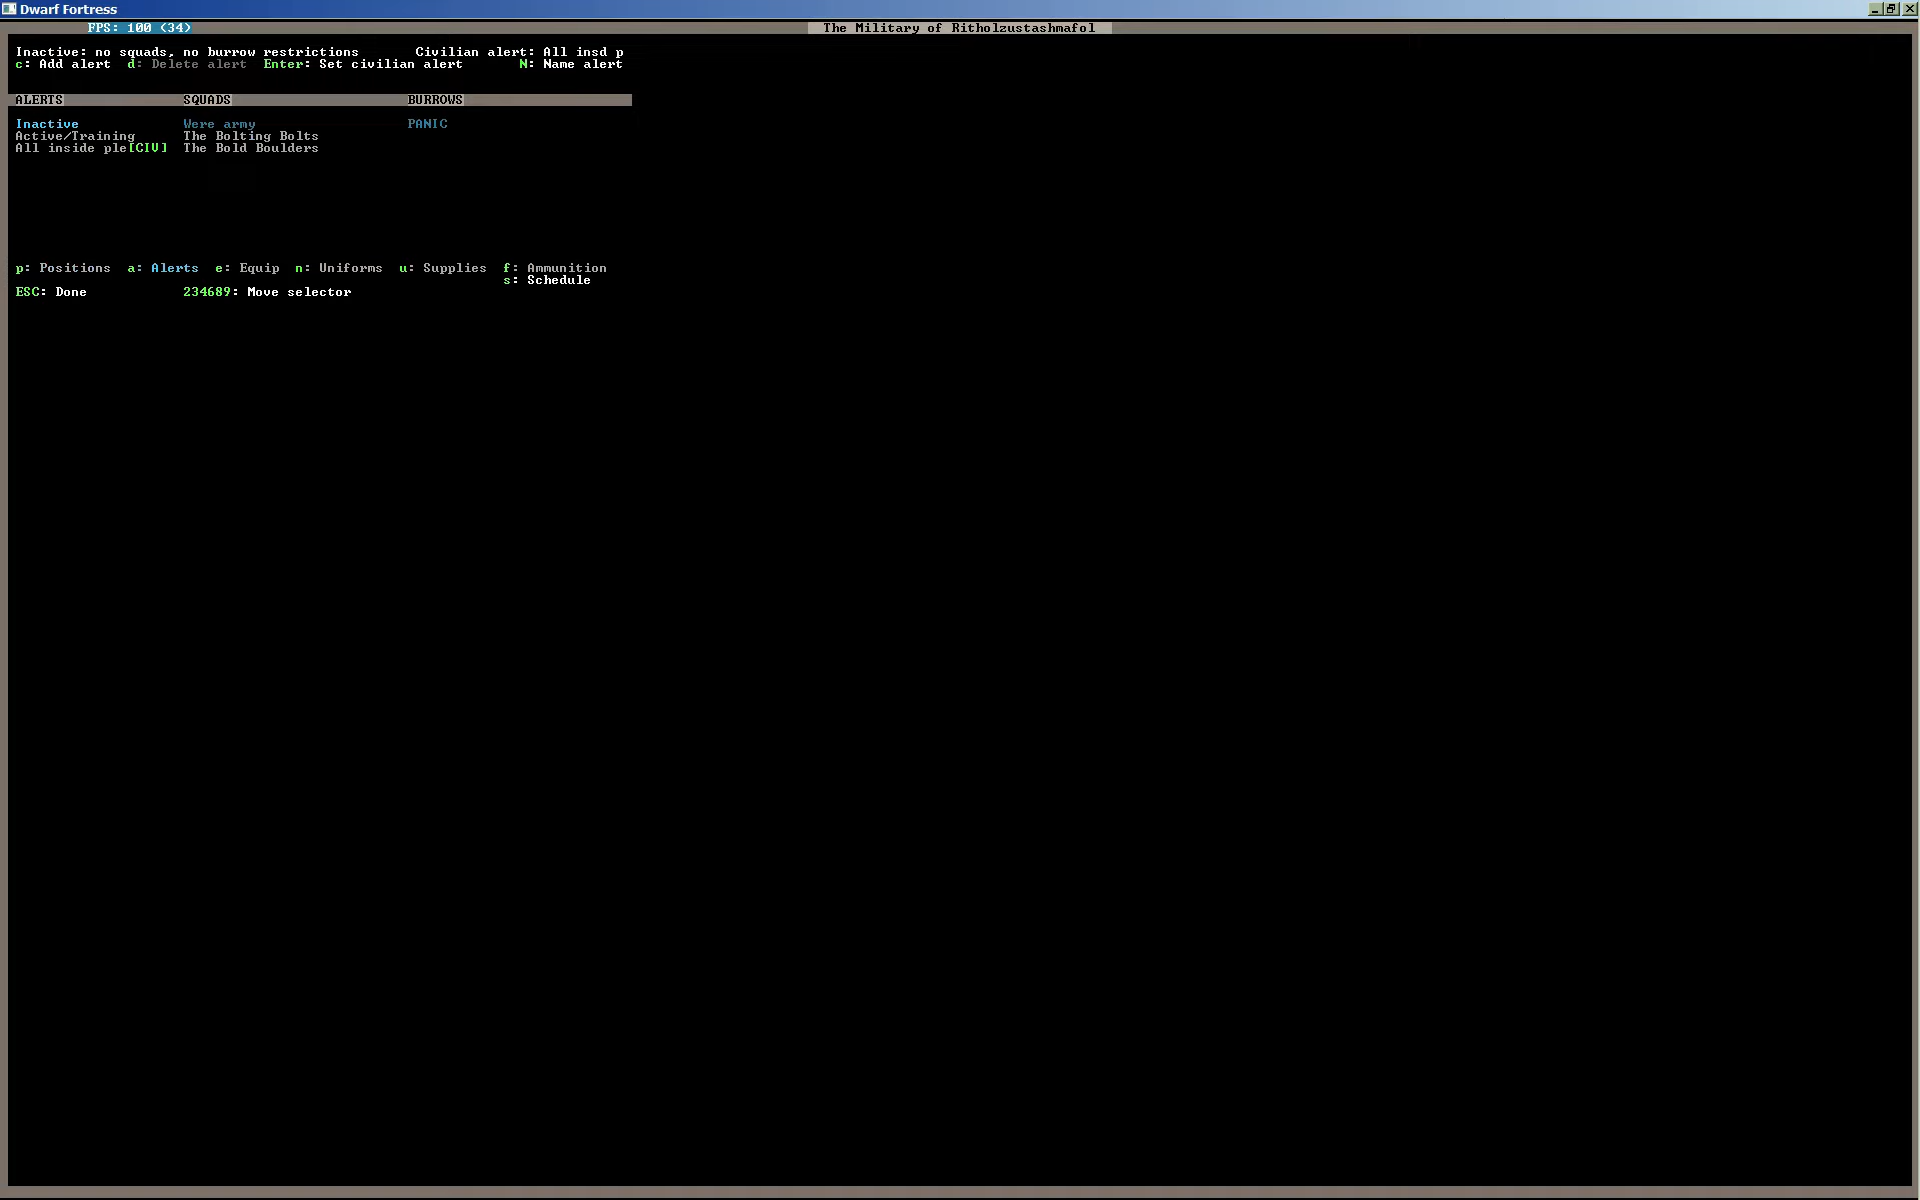 Dwarf Fortress
FPS: 100 (34) The Military of Ritholzustashmafol
Inactive: no squads, no burrow restrictions Civilian alert: All insd p
c: Add alert d: Delete alert Enter: Set civilian alert N: Name alert
ALERTS SQUADS BURROWS
Inactive Were army PANIC
Active/Training The Bolting Bolts
All inside ple[CIV] The Bold Boulders
p: Positions a: Alerts e: Equip n: Uniforms u: Supplies f: Ammunition
s: Schedule
ESC: Done 234689: Move selector